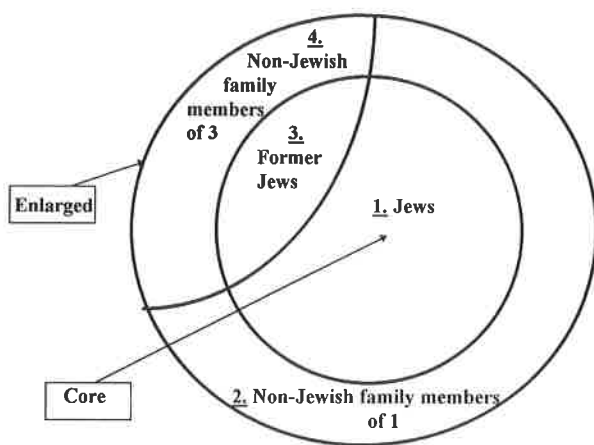 4.
Non-Jewish
family
members
of 3
3.
Former
Jews
Enlarged
1. Jews
Core
2. Non-Jewish family members
of 1